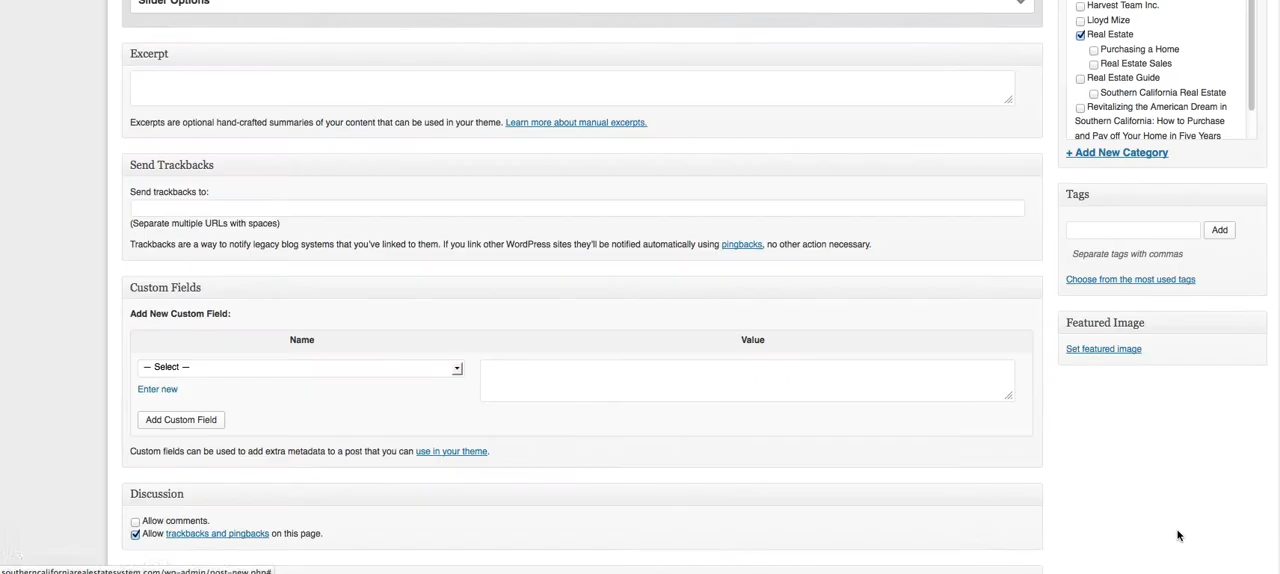 Slider Options
Excerpt
Excerpts are optional hand-crafted summaries of your content that can be used in your theme. Learn more about manual excerpts.
Send Trackbacks
Send trackbacks to:
(Separate multiple URLs with spaces)
Trackbacks are a way to notify legacy blog systems that you've linked to them. If you link other WordPress sites they'll be notified automatically using pingbacks, no other action necessary.
Custom Fields
Add New Custom Field:
Name Value
— Select —
Enter new
Add Custom Field
Custom fields can be used to add extra metadata to a post that you can use in your theme.
Discussion
Allow comments.
Allow trackbacks and pingbacks on this page.
Harvest Team Inc.
Lloyd Mize
Real Estate
Purchasing a Home
Real Estate Sales
Real Estate Guide
Southern California Real Estate
Revitalizing the American Dream in
Southern California: How to Purchase
and Pay off Your Home in Five Years
+ Add New Category
Tags
Add
Separate tags with commas
Choose from the most used tags
Featured Image
Set featured image
southerncaliforniarealestatesystem.com/wp-admin/post-new.php#